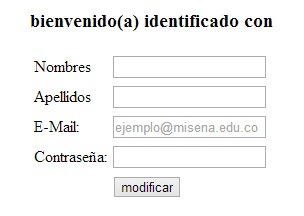 bienvenido(a) identificado con
Nombres
Apellidos
E-Mail: ejemplo@misena.edu.co
Contraseña:
modificar